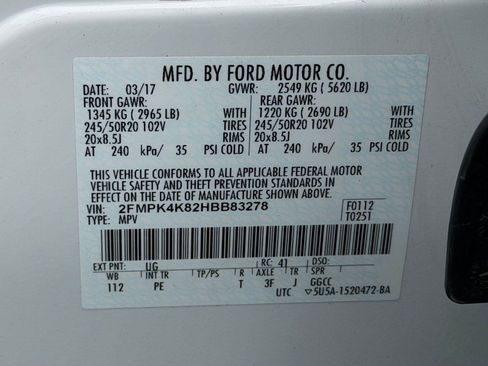 MFD. BY FORD MOTOR CO.
DATE: 03/17 GVWR: 2549 KG ( 5620 LB)
FRONT GAWR: REAR GAWR:
1345 KG ( 2965 LB) WITH 1220 KG ( 2690 LB) WITH
245/50R20 102V TIRES 245/50R20 102V TIRES
20x8.5J RIMS 20x8.5J RIMS
AT 240 kPa/ 35 PSI COLD AT 240 kPa/ 35 PSI COLD
THIS VEHICLE CONFORMS TO ALL APPLICABLE FEDERAL MOTOR
VEHICLE SAFETY AND THEFT PREVENTION STANDARDS IN
EFFECT ON THE DATE OF MANUFACTURE SHOWN ABOVE.
VIN: 2FMPK4K82HBB83278 F0112
TYPE: MPV T0251
EXT PNT: UG RC: 41
WB INT TR TP/PS R AXLE TR SPR
112 PE T 3F J GGCC
UTC 5U5A-1520472-BA